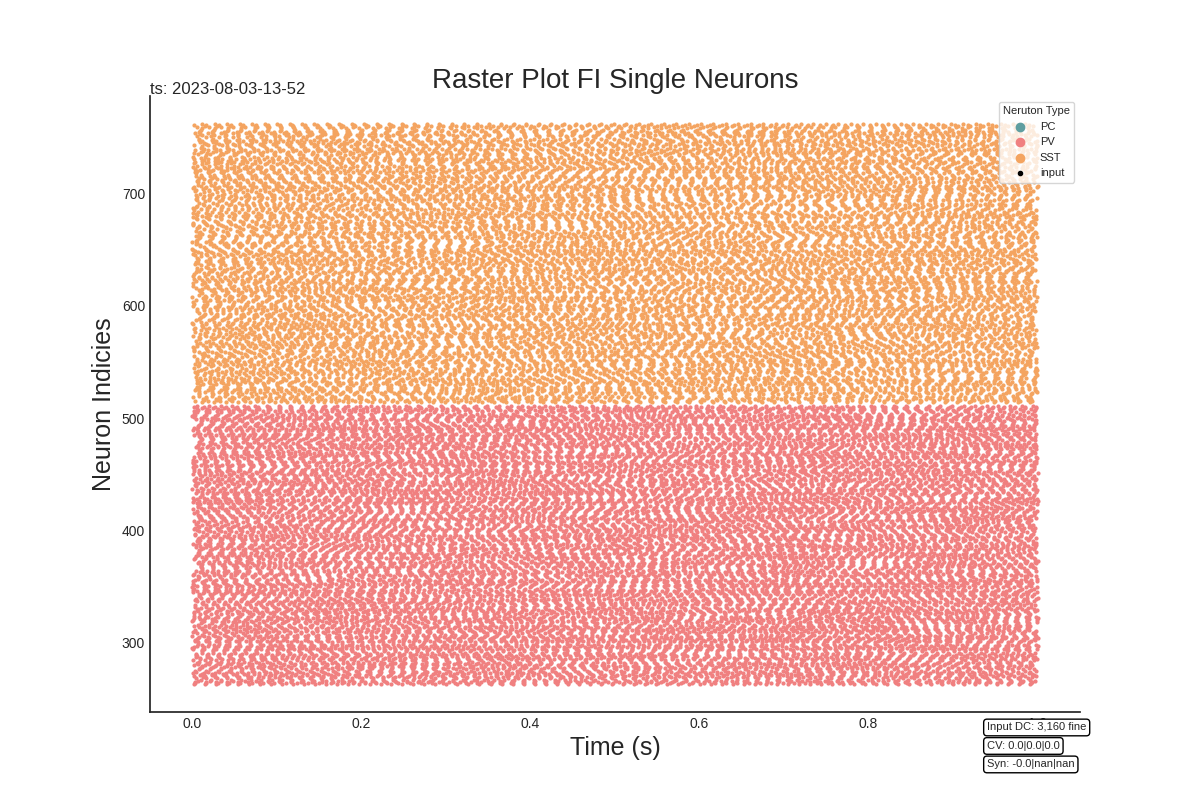 Raster Plot FI Single Neurons
ts: 2023-08-03-13-52
Neruton Type
PC
PV
SST
input
Neuron Indicies
700
600
500
400
300
0.0 0.2 0.4 0.6 0.8
Time (s)
Input DC: 3,160 fine
CV: 0.0|0.0|0.0
Syn: -0.0|nan|nan